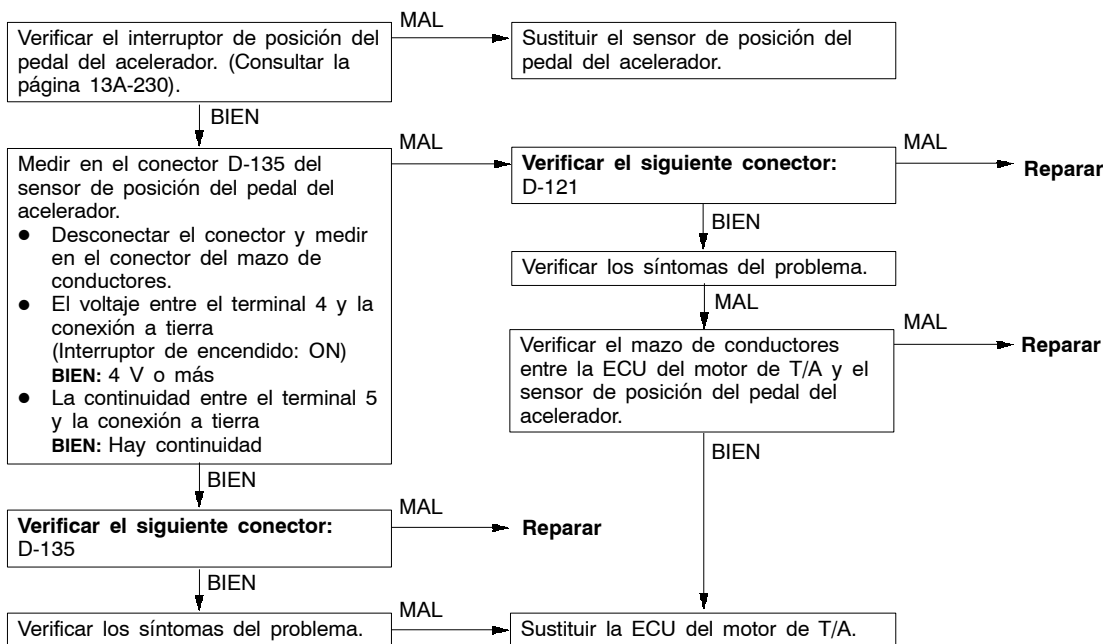 Verificar el interruptor de posición del
pedal del acelerador. (Consultar la
página 13A-230).
MAL
Sustituir el sensor de posición del
pedal del acelerador.
BIEN
Medir en el conector D-135 del
sensor de posición del pedal del
acelerador.
● Desconectar el conector y medir
en el conector del mazo de
conductores.
● El voltaje entre el terminal 4 y la
conexión a tierra
(Interruptor de encendido: ON)
BIEN: 4 V o más
● La continuidad entre el terminal 5
y la conexión a tierra
BIEN: Hay continuidad
MAL
Verificar el siguiente conector:
D-121
MAL
Reparar
BIEN
Verificar los síntomas del problema.
MAL
Verificar el mazo de conductores
entre la ECU del motor de T/A y el
sensor de posición del pedal del
acelerador.
MAL
Reparar
BIEN
BIEN
Verificar el siguiente conector:
D-135
MAL
Reparar
BIEN
Verificar los síntomas del problema.
MAL
Sustituir la ECU del motor de T/A.